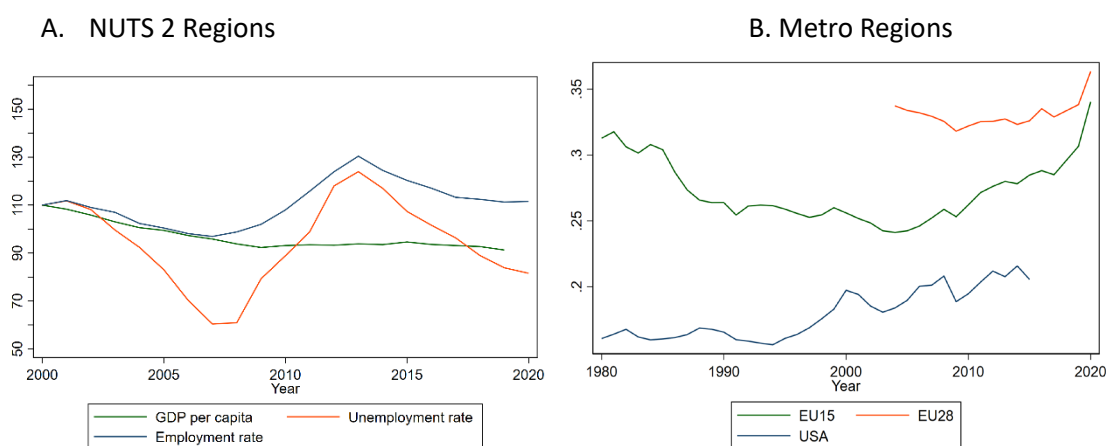 A. NUTS 2 Regions
150
130
110
90
70
50
2000
2005
2010
2015
2020
Year
GDP per capita
Unemployment rate
Employment rate
B. Metro Regions
.35
.3
.25
.2
1980
1990
2000
2010
2020
Year
EU15
EU28
USA